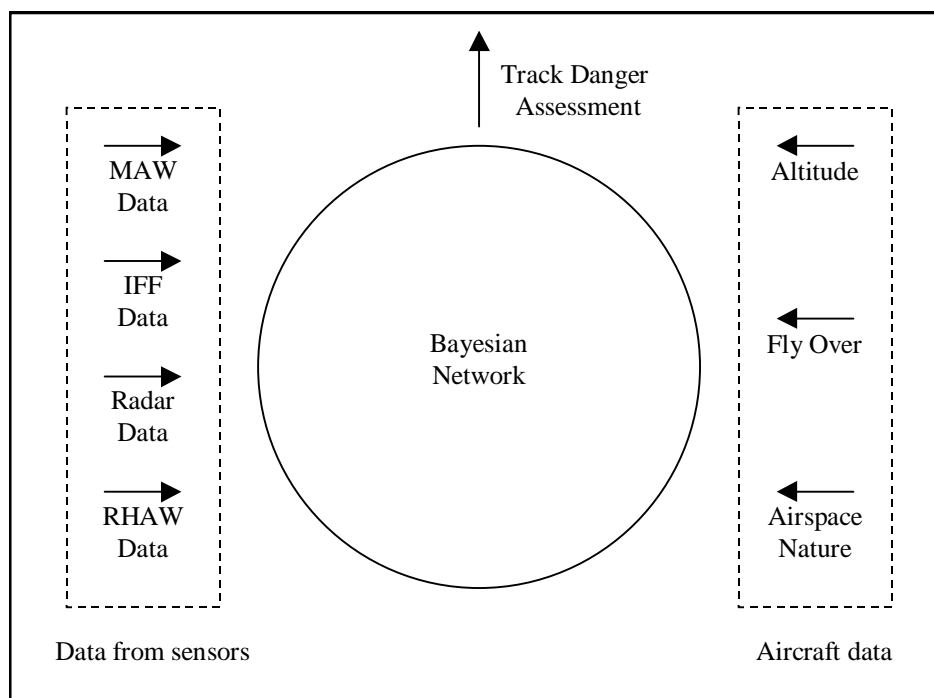 Track Danger
Assessment
MAW
Data
IFF
Data
Radar
Data
RHAW
Data
Data from sensors
Bayesian
Network
Altitude
Fly Over
Airspace
Nature
Aircraft data